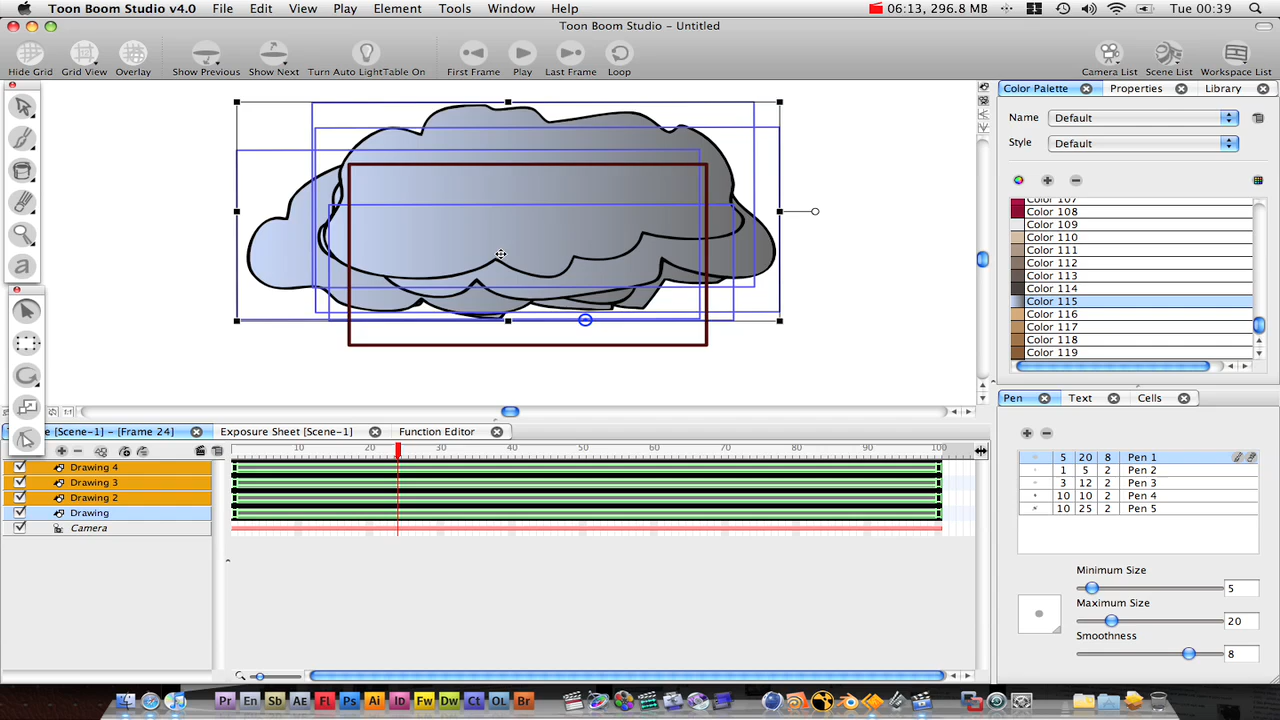 Toon Boom Studio v4.0 File Edit View Play Element Tools Window Help 06:13, 296.8 MB Tue 00:39
Toon Boom Studio - Untitled
Hide Grid Grid View Overlay Show Previous Show Next Turn Auto LightTable On First Frame Play Last Frame Loop Camera List Scene List Workspace List
Color Palette Properties Library
Name Default
Style Default
Color 107
Color 108
Color 109
Color 110
Color 111
Color 112
Color 113
Color 114
Color 115
Color 116
Color 117
Color 118
Color 119
a
1:1
Pen Text Cells
5 20 8 Pen 1
1 5 2 Pen 2
3 12 2 Pen 3
10 10 2 Pen 4
10 25 2 Pen 5
Minimum Size
5
Maximum Size
20
Smoothness
8
[Scene-1] - [Frame 24] Exposure Sheet [Scene-1] Function Editor
10 20 30 40 50 60 70 80 90 100
Drawing 4
Drawing 3
Drawing 2
Drawing
Camera
Pr En Sb AE Fl Ps Ai Id Fw Dw Ct OL Br